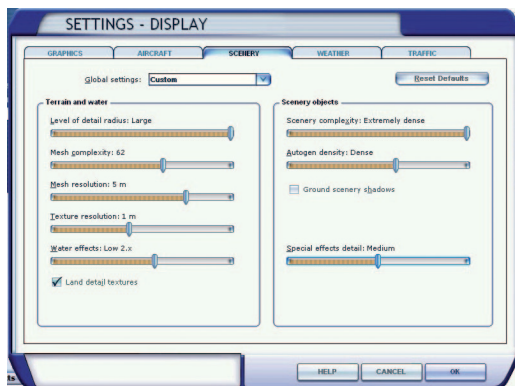 SETTINGS - DISPLAY
GRAPHICS AIRCRAFT SCENERY WEATHER TRAFFIC
Global settings: Custom Reset Defaults
Terrain and water
Level of detail radius: Large
Mesh complexity: 62
Mesh resolution: 5 m
Texture resolution: 1 m
Water effects: Low 2.x
Land detail textures
Scenery objects
Scenery complexity: Extremely dense
Autogen density: Dense
Ground scenery shadows
Special effects detail: Medium
HELP CANCEL OK
ts